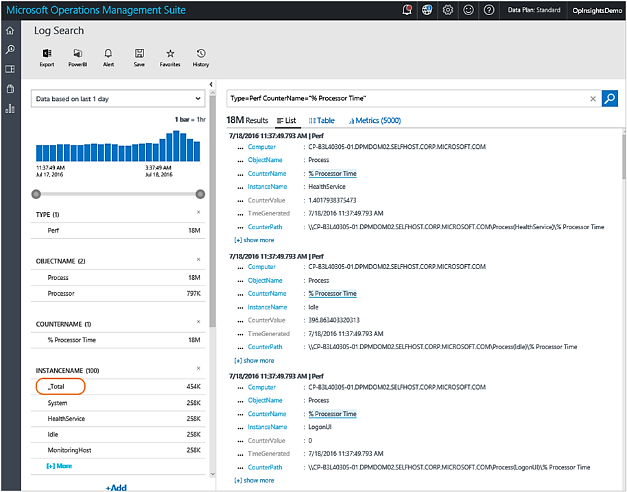 Microsoft Operations Management Suite
Data Plan: Standard
OpInsightsDemo
Log Search
Export
PowerBI
Alert
Save
Favorites
History
Data based on last 1 day
1 bar = 1hr
11:37:49 AM
Jul 17, 2016
3:37:49 AM
Jul 18, 2016
TYPE (1)
Perf 18M
OBJECTNAME (2)
Process 18M
Processor 797K
COUNTERNAME (1)
% Processor Time 18M
INSTANCENAME (100)
_Total 454K
System 258K
HealthService 258K
Idle 258K
MonitoringHost 258K
[+] More
+Add
Type=Perf CounterName="% Processor Time"
18M Results List Table Metrics (5000)
7/18/2016 11:37:49.793 AM | Perf
... Computer : CP-B3L40305-01.DPMDOM02.SELFHOST.CORP.MICROSOFT.COM
... ObjectName : Process
... CounterName : % Processor Time
... InstanceName : HealthService
... CounterValue : 1.4017938375473
... TimeGenerated : 7/18/2016 11:37:49.793 AM
... CounterPath : \\CP-B3L40305-01.DPMDOM02.SELFHOST.CORP.MICROSOFT.COM\Process(HealthService)\% Processor Time
[+] show more
7/18/2016 11:37:49.793 AM | Perf
... Computer : CP-B3L40305-01.DPMDOM02.SELFHOST.CORP.MICROSOFT.COM
... ObjectName : Process
... CounterName : % Processor Time
... InstanceName : Idle
... CounterValue : 396.863403320313
... TimeGenerated : 7/18/2016 11:37:49.793 AM
... CounterPath : \\CP-B3L40305-01.DPMDOM02.SELFHOST.CORP.MICROSOFT.COM\Process(Idle)\% Processor Time
[+] show more
7/18/2016 11:37:49.793 AM | Perf
... Computer : CP-B3L40305-01.DPMDOM02.SELFHOST.CORP.MICROSOFT.COM
... ObjectName : Process
... CounterName : % Processor Time
... InstanceName : LogonUI
... CounterValue : 0
... TimeGenerated : 7/18/2016 11:37:49.793 AM
... CounterPath : \\CP-B3L40305-01.DPMDOM02.SELFHOST.CORP.MICROSOFT.COM\Process(LogonUI)\% Processor Time
[+] show more